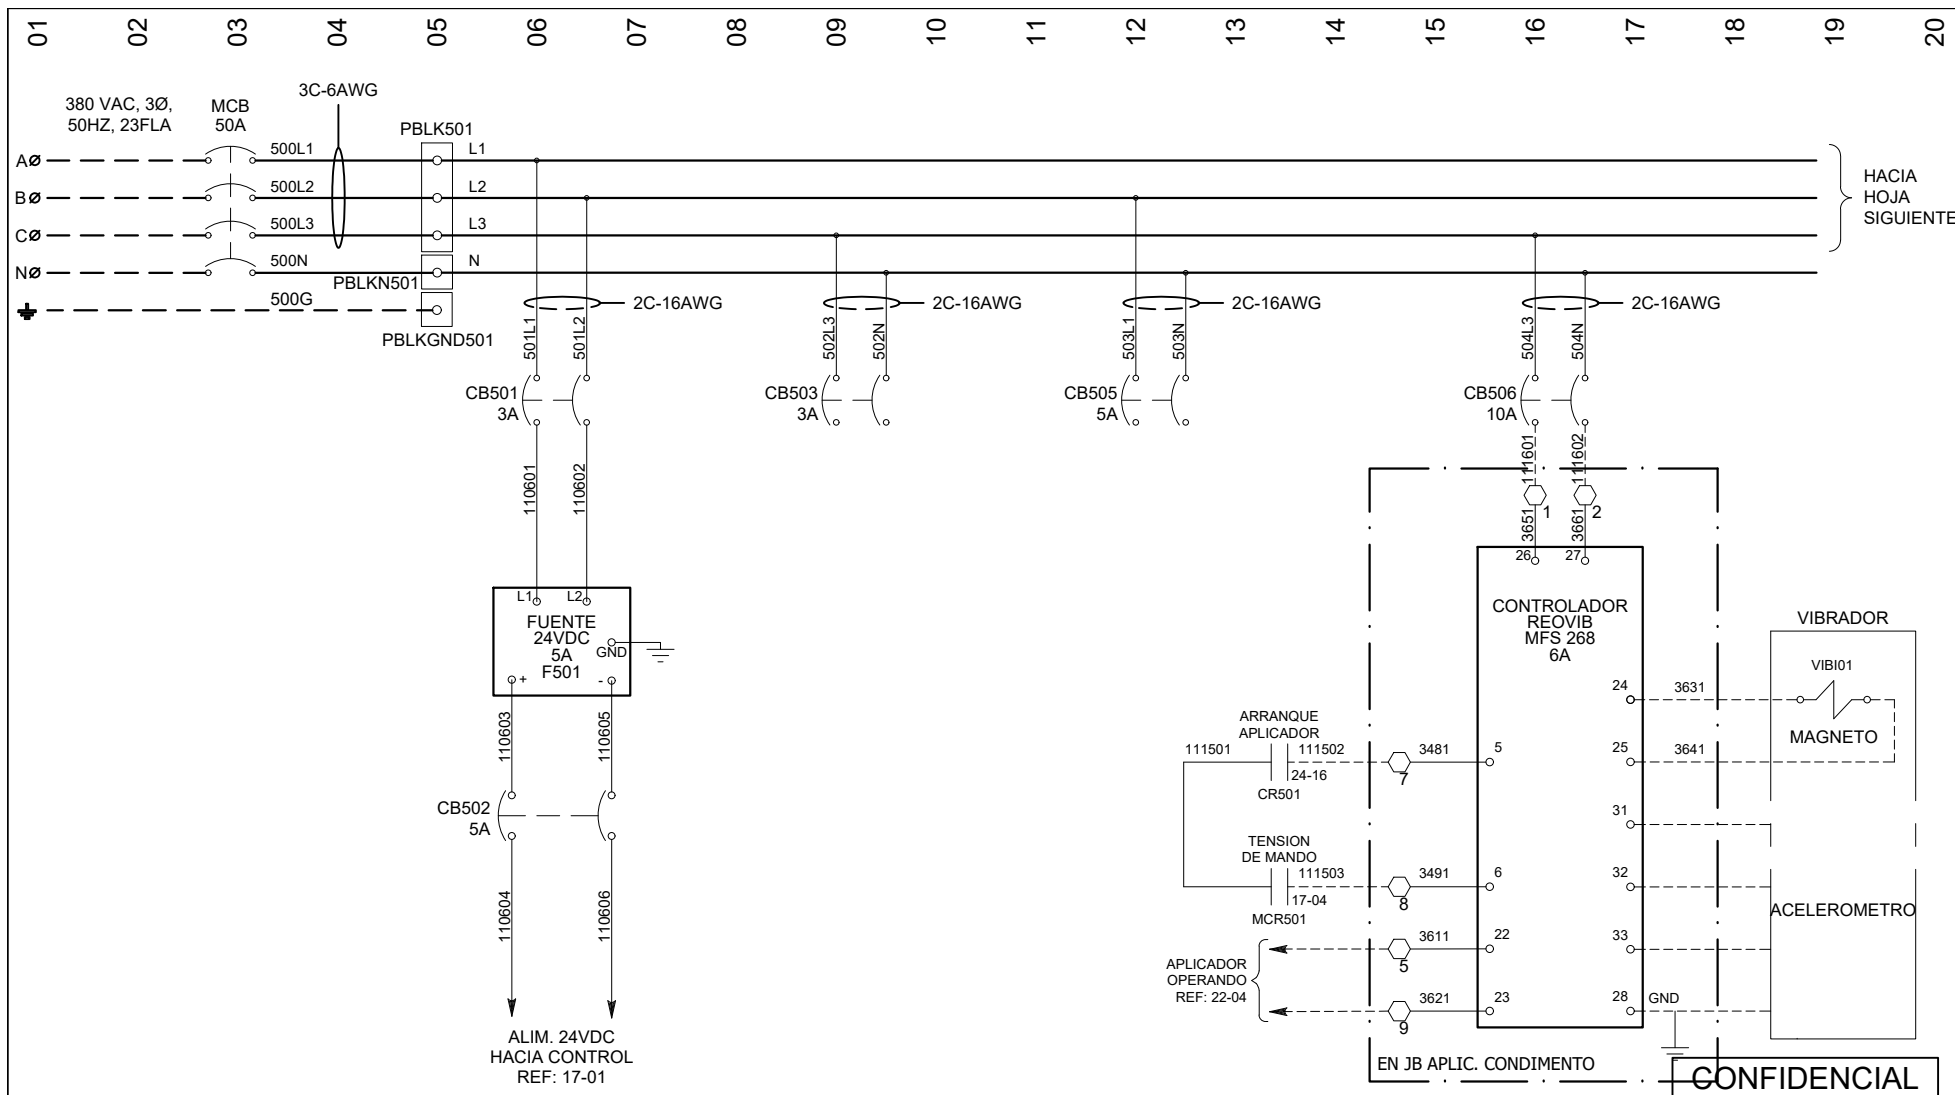 01
02
03
04
05
06
07
08
09
10
11
12
13
14
15
16
17
18
19
20
380 VAC, 3Ø,
50HZ, 23FLA
MCB
50A
3C-6AWG
PBLK501
AØ
500L1
L1
BØ
500L2
L2
CØ
500L3
L3
NØ
500N
N
PBLKN501
500G
PBLKGND501
HACIA
HOJA
SIGUIENTE
2C-16AWG
2C-16AWG
2C-16AWG
2C-16AWG
501L1
501L2
502L3
502N
503L1
503N
504L3
504N
CB501
3A
CB503
3A
CB505
5A
CB506
10A
110601
110602
111601
111602
1
2
3651
3661
26
27
L1
L2
FUENTE
24VDC
5A
F501
GND
+
-
110603
110605
CB502
5A
110604
110606
ALIM. 24VDC
HACIA CONTROL
REF: 17-01
CONTROLADOR
REOVIB
MFS 268
6A
VIBRADOR
VIBI01
MAGNETO
24
3631
25
3641
31
32
ACELEROMETRO
33
28
GND
ARRANQUE
APLICADOR
111501
111502
24-16
CR501
7
3481
5
TENSION
DE MANDO
111503
17-04
MCR501
8
3491
6
APLICADOR
OPERANDO
REF: 22-04
5
3611
22
9
3621
23
EN JB APLIC. CONDIMENTO
CONFIDENCIAL